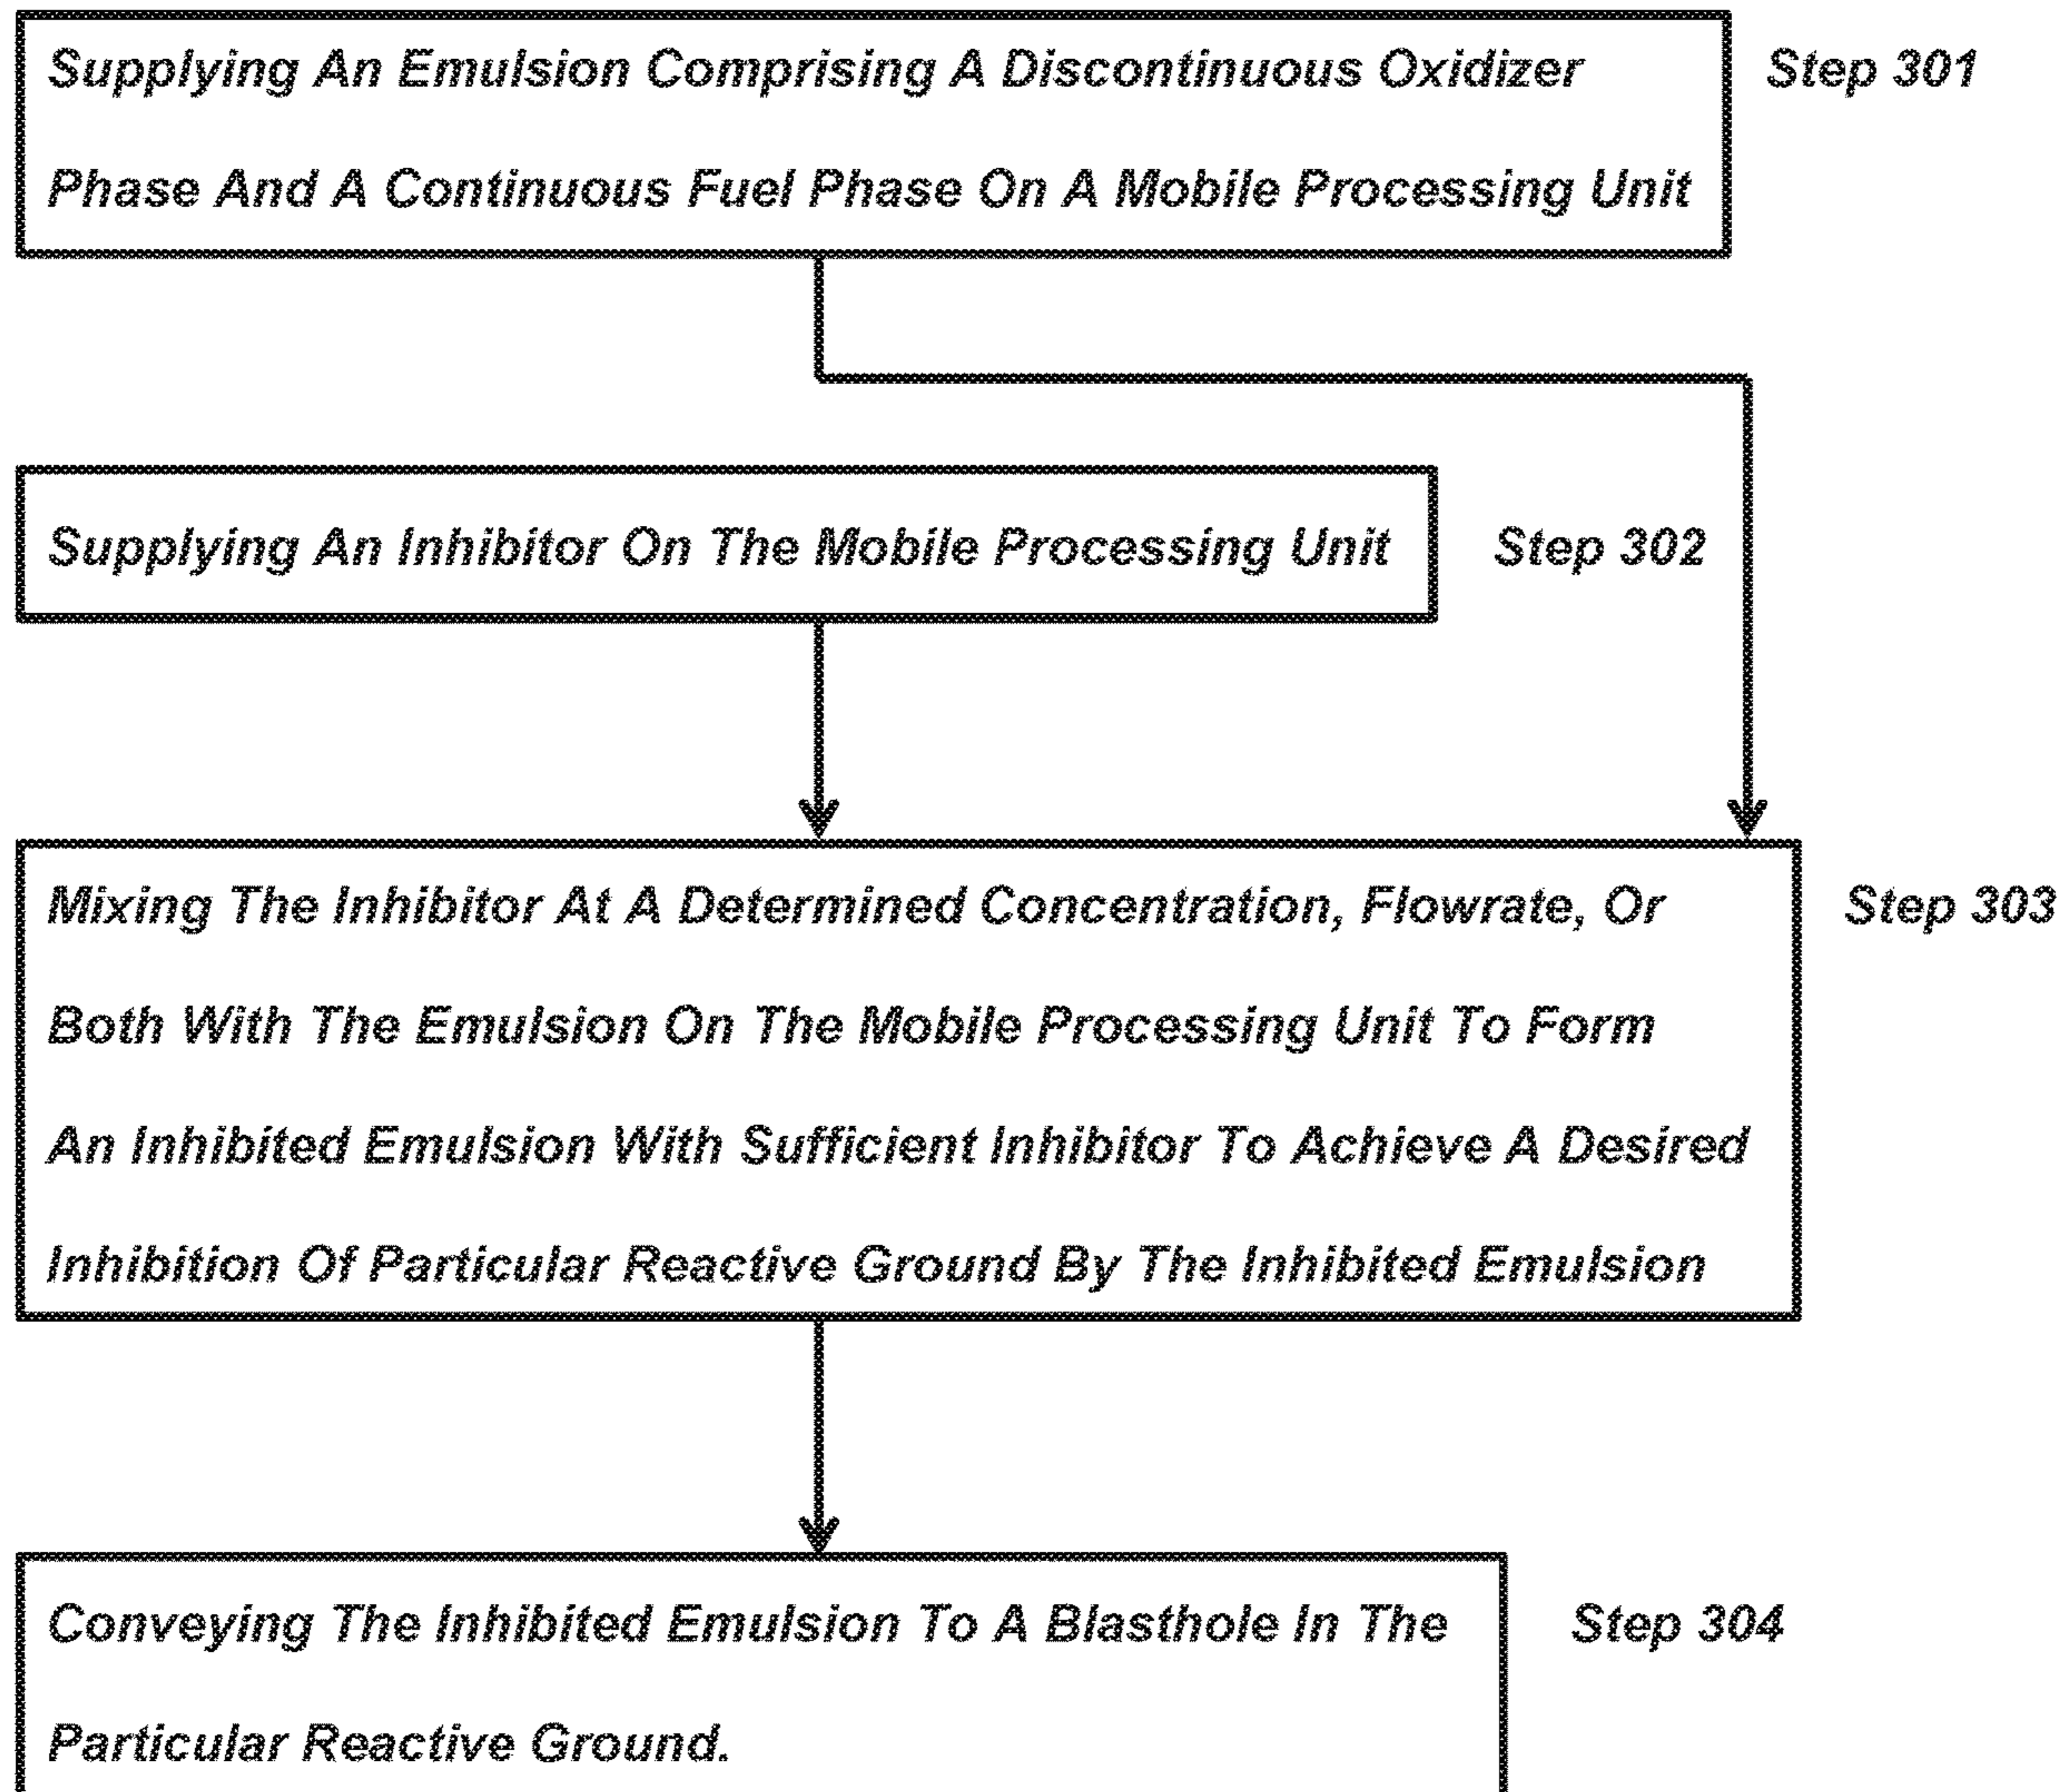 Supplying An Emulsion Comprising A Discontinuous Oxidizer
Phase And A Continuous Fuel Phase On A Mobile Processing Unit
Step 301
Supplying An Inhibitor On The Mobile Processing Unit
Step 302
Mixing The Inhibitor At A Determined Concentration, Flowrate, Or
Both With The Emulsion On The Mobile Processing Unit To Form
An Inhibited Emulsion With Sufficient Inhibitor To Achieve A Desired
Inhibition Of Particular Reactive Ground By The Inhibited Emulsion
Step 303
Conveying The Inhibited Emulsion To A Blasthole In The
Particular Reactive Ground.
Step 304